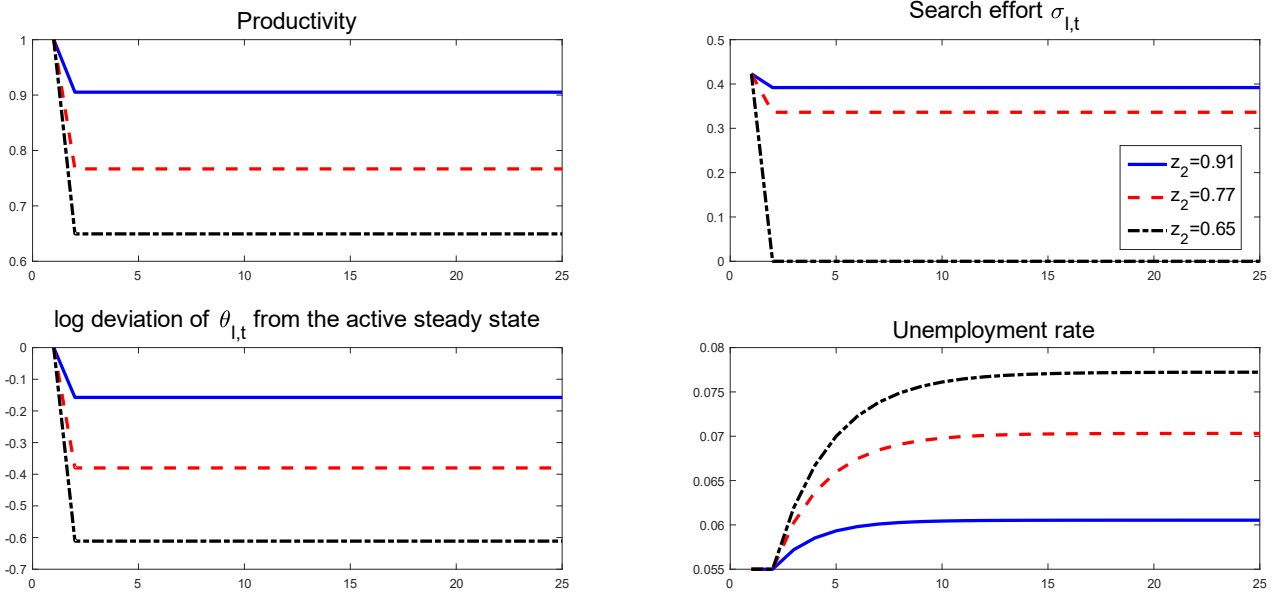 Productivity
1
0.9
0.8
0.7
0.6
0 5 10 15 20 25
Search effort σI,t
0.5
0.4
0.3
0.2
0.1
0
0 5 10 15 20 25
z2=0.91
z2=0.77
z2=0.65
log deviation of θI,t from the active steady state
0
-0.1
-0.2
-0.3
-0.4
-0.5
-0.6
-0.7
0 5 10 15 20 25
Unemployment rate
0.08
0.075
0.07
0.065
0.06
0.055
0 5 10 15 20 25